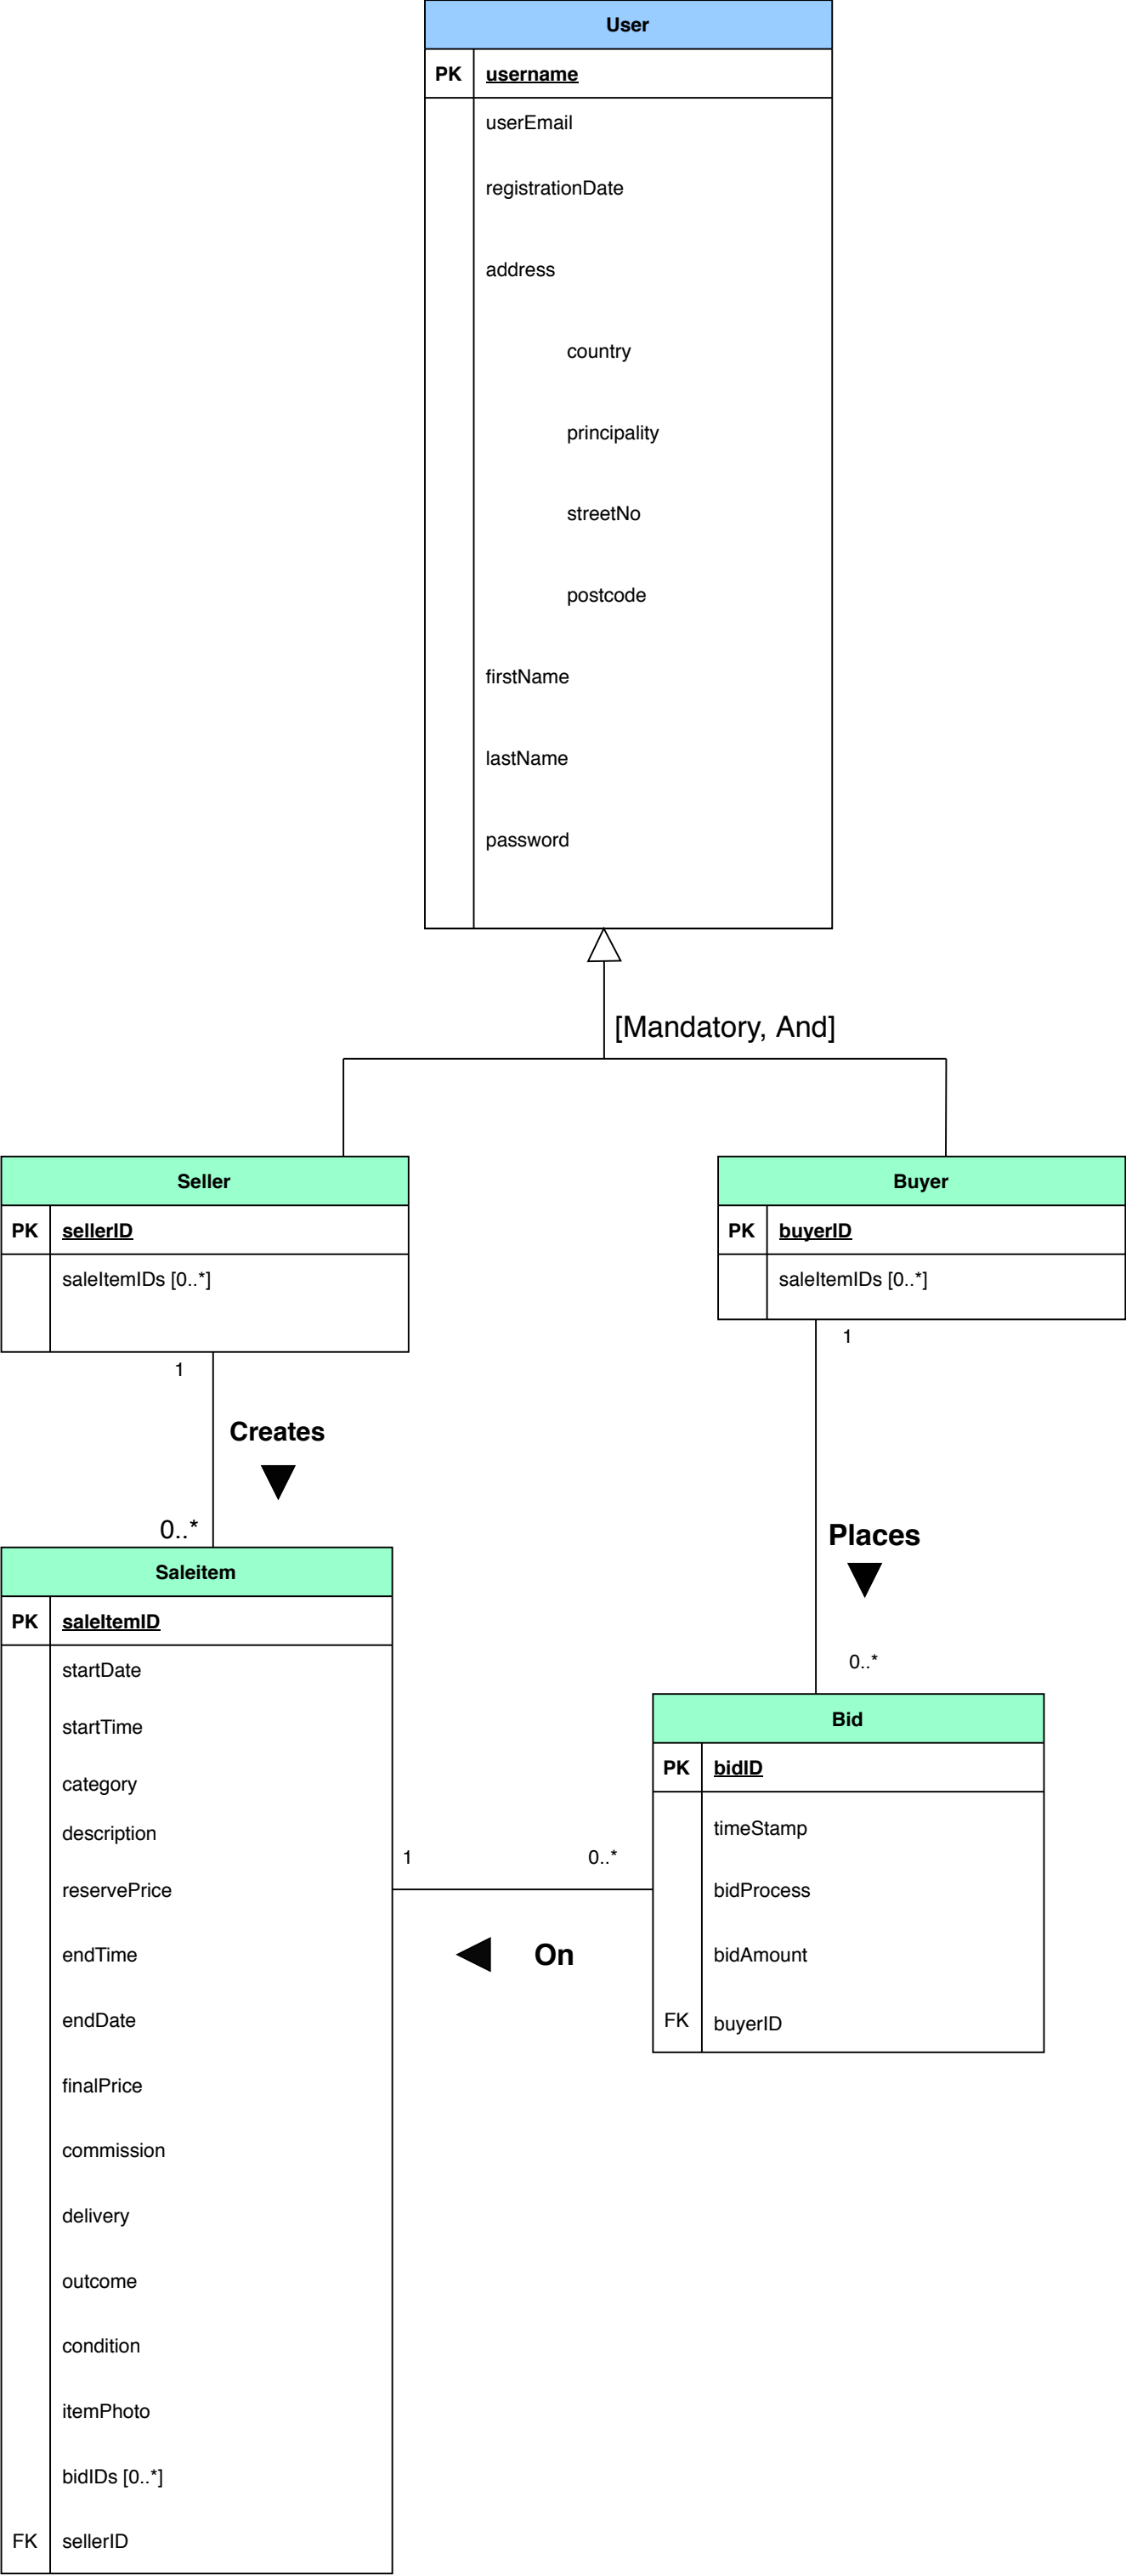 User
PK username
userEmail
registrationDate
address
country
principality
streetNo
postcode
firstName
lastName
password
[Mandatory, And]
Seller
PK sellerID
saleItemIDs [0..*]
Buyer
PK buyerID
saleItemIDs [0..*]
1
Creates
0..*
1
Places
0..*
Saleitem
PK saleItemID
startDate
startTime
category
description
reservePrice
endTime
endDate
finalPrice
commission
delivery
outcome
condition
itemPhoto
bidIDs [0..*]
FK sellerID
1
0..*
On
Bid
PK bidID
timeStamp
bidProcess
bidAmount
FK buyerID